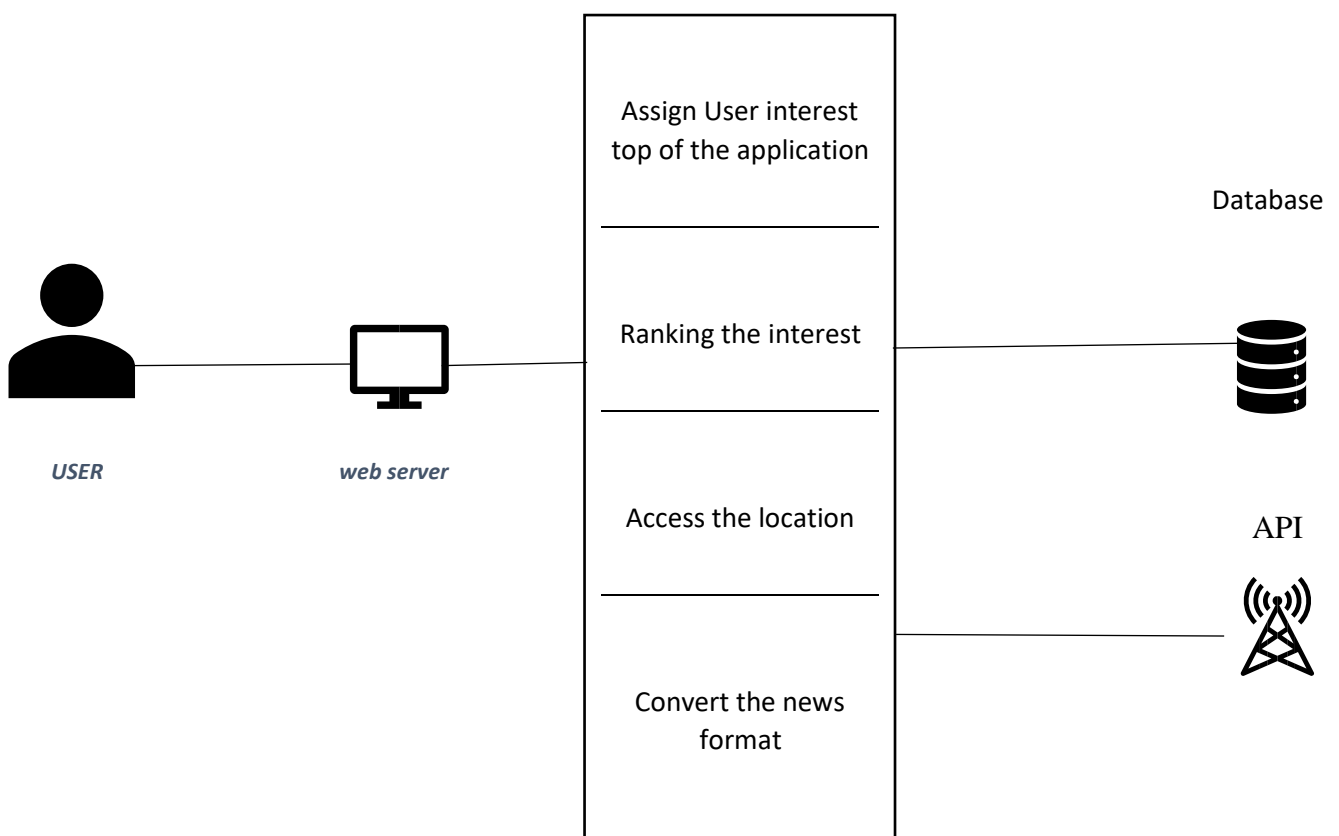 Assign User interest
top of the application
Database
Ranking the interest
USER
web server
Access the location
API
Convert the news
format